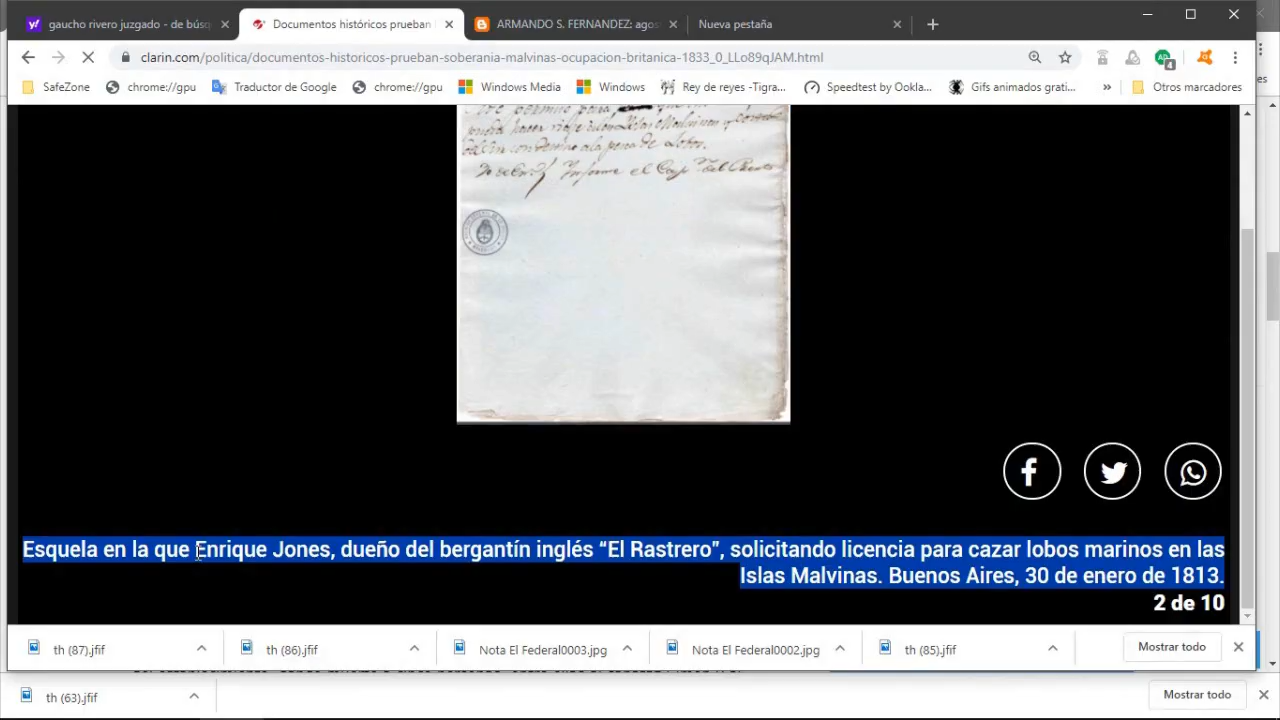 gaucho rivero juzgado - de búsq
Documentos históricos prueban
ARMANDO S. FERNANDEZ: agos
Nueva pestaña
clarin.com/politica/documentos-historicos-prueban-soberania-malvinas-ocupacion-britanica-1833_0_LLo89qJAM.html
SafeZone chrome://gpu Traductor de Google chrome://gpu Windows Media Windows Rey de reyes -Tigra... Speedtest by Ookla... Gifs animados grati... » Otros marcadores
Esquela en la que Enrique Jones, dueño del bergantín inglés “El Rastrero”, solicitando licencia para cazar lobos marinos en las
Islas Malvinas. Buenos Aires, 30 de enero de 1813.
2 de 10
th (87).jfif th (86).jfif Nota El Federal0003.jpg Nota El Federal0002.jpg th (85).jfif Mostrar todo
th (63).jfif Mostrar todo